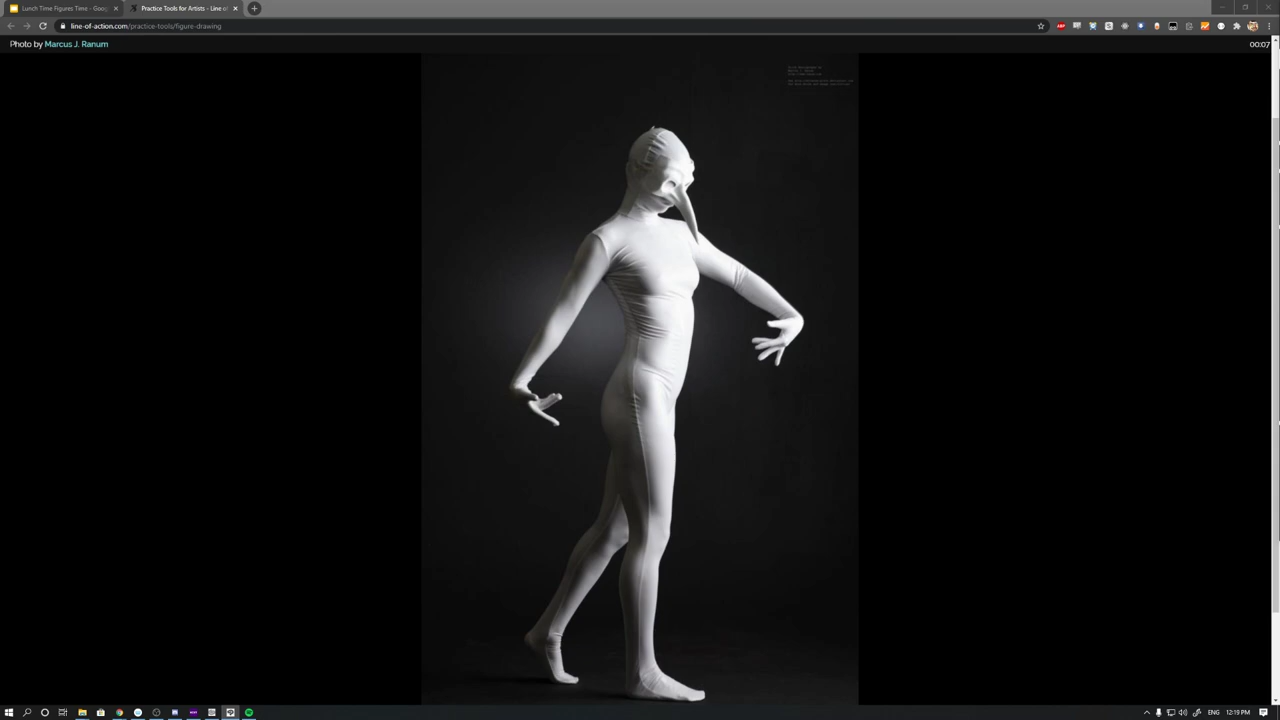 Lunch Time Figures Time - Goog
Practice Tools for Artists - Line o
line-of-action.com/practice-tools/figure-drawing
Photo by Marcus J. Ranum
00:07
ENG
12:19 PM